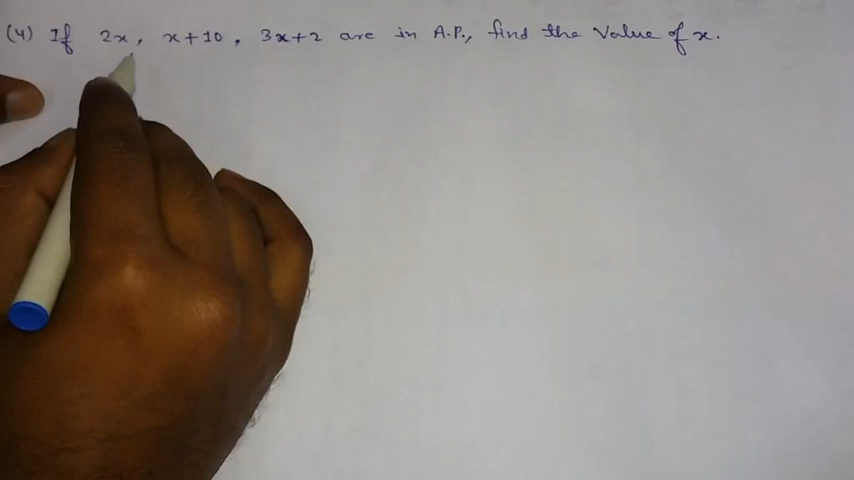 (4) If 2x, x+10, 3x+2 are in A.P., find the Value of x.